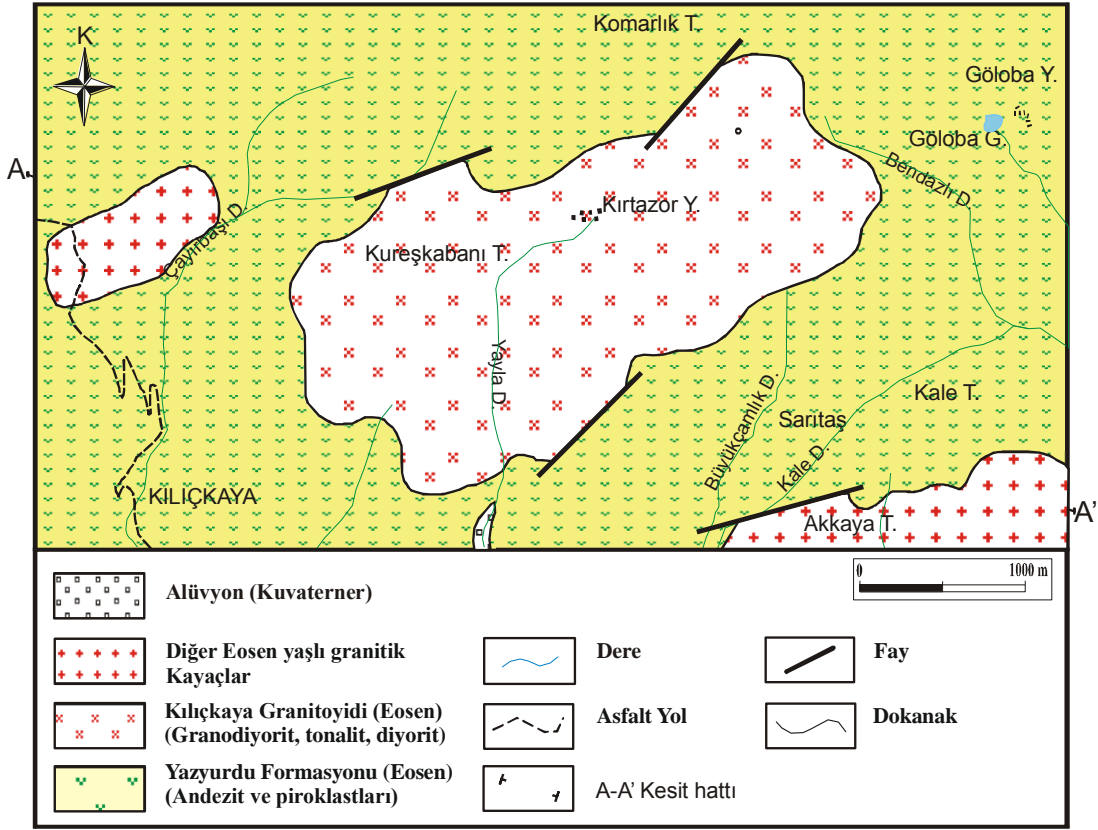 Komarlık T.
K
Göloba Y.
Göloba G.
A
Bendazlı D.
Kırtazör Y.
Çayırbaşı D.
Kureşkabanı T.
Yayla D.
Büyükçamlık D.
Kale T.
Sarıtaş
Kale D.
KILIÇKAYA
Akkaya T.
A'
0 1000 m
Alüvyon (Kuvaterner)
Diğer Eosen yaşlı granitik
Kayaçlar
Dere
Fay
Kılıçkaya Granitoyidi (Eosen)
(Granodiyorit, tonalit, diyorit)
Asfalt Yol
Dokanak
Yazyurdu Formasyonu (Eosen)
(Andezit ve piroklastları)
A-A' Kesit hattı